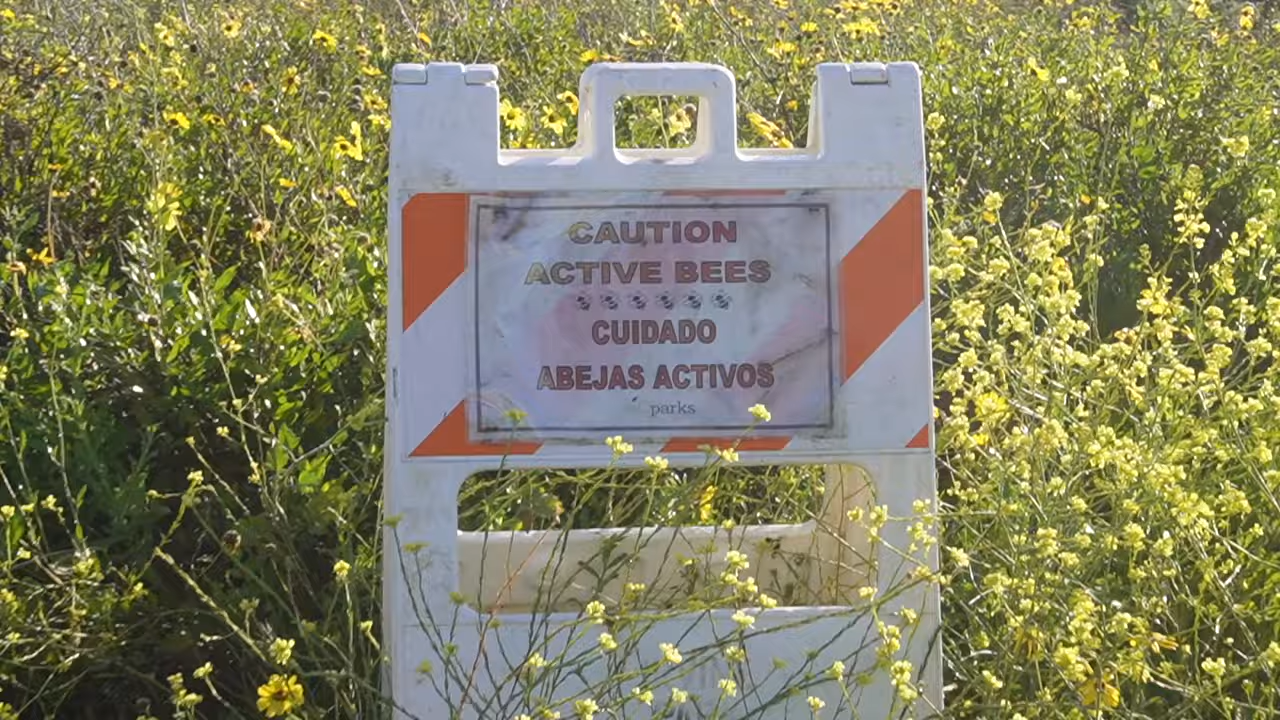 CAUTION
ACTIVE BEES
CUIDADO
ABEJAS ACTIVOS
parks